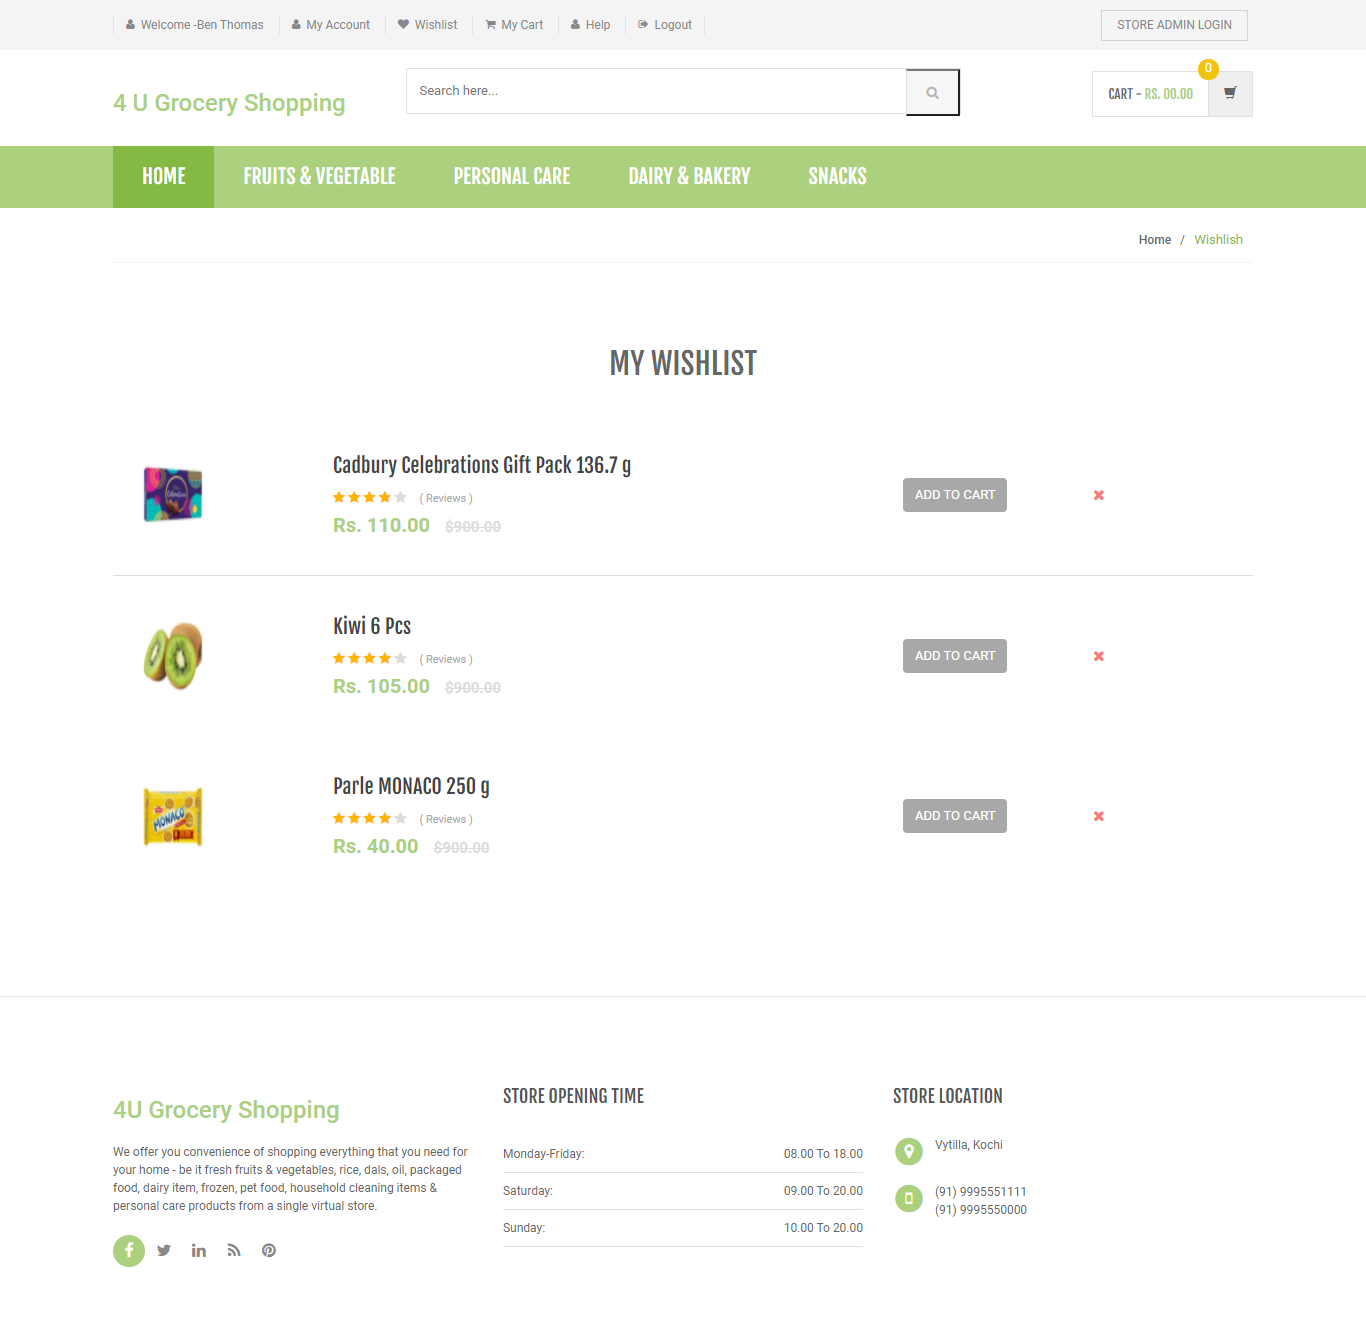 Welcome -Ben Thomas
My Account
Wishlist
My Cart
Help
Logout
STORE ADMIN LOGIN
4 U Grocery Shopping
Search here...
CART - RS. 00.00
0
HOME
FRUITS & VEGETABLE
PERSONAL CARE
DAIRY & BAKERY
SNACKS
Home / Wishlish
MY WISHLIST
Cadbury Celebrations Gift Pack 136.7 g
( Reviews )
Rs. 110.00 $900.00
ADD TO CART
Kiwi 6 Pcs
( Reviews )
Rs. 105.00 $900.00
ADD TO CART
MONACO
Parle MONACO 250 g
( Reviews )
Rs. 40.00 $900.00
ADD TO CART
4U Grocery Shopping
We offer you convenience of shopping everything that you need for
your home - be it fresh fruits & vegetables, rice, dals, oil, packaged
food, dairy item, frozen, pet food, household cleaning items &
personal care products from a single virtual store.
STORE OPENING TIME
Monday-Friday: 08.00 To 18.00
Saturday: 09.00 To 20.00
Sunday: 10.00 To 20.00
STORE LOCATION
Vytilla, Kochi
(91) 9995551111
(91) 9995550000